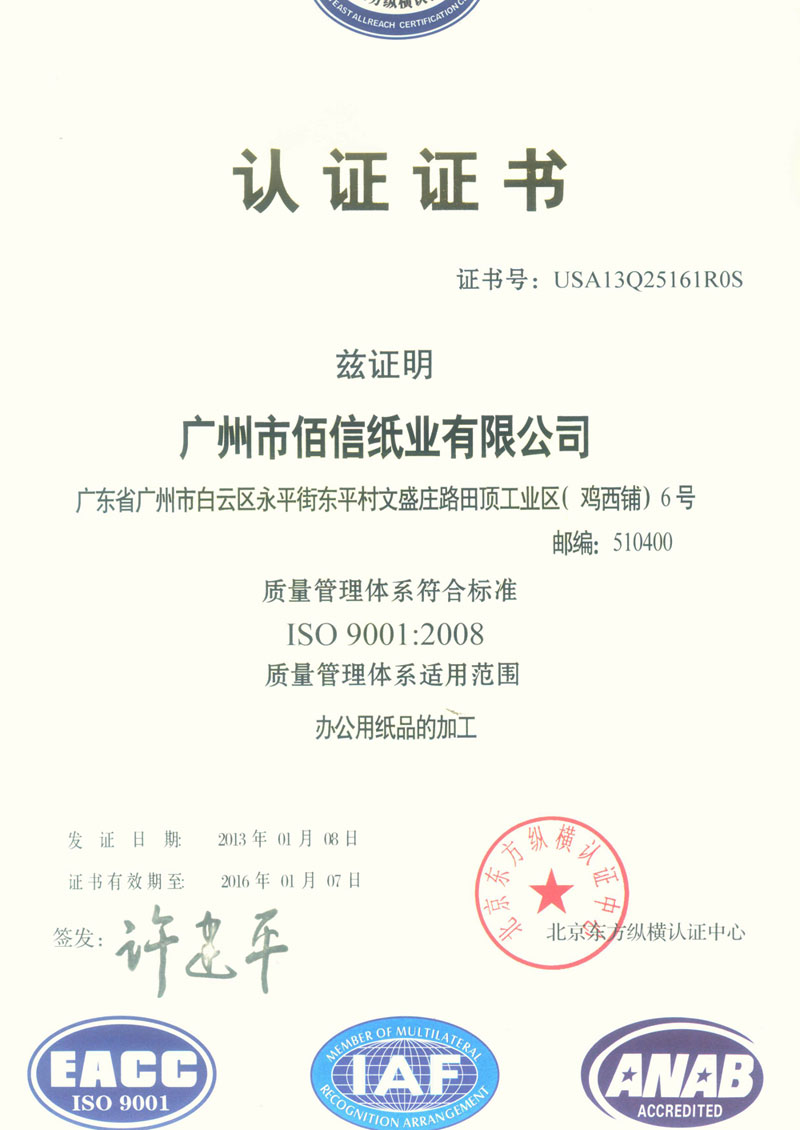 方纵横认
EAST ALLREACH CERTIFICATION C
认证证书
证书号：USA13Q25161R0S
兹证明
广州市佰信纸业有限公司
广东省广州市白云区永平街东平村文盛庄路田顶工业区(鸡西铺)6号
邮编：510400
质量管理体系符合标准
ISO 9001:2008
质量管理体系适用范围
办公用纸品的加工
发证日期: 2013年01月08日
证书有效期至: 2016年01月07日
签发：许建平
北京东方纵横认证中心
北京东方纵横认证中心
EACC
ISO 9001
MEMBER OF MULTILATERAL
IAF
RECOGNITION ARRANGEMENT
ANAB
ACCREDITED